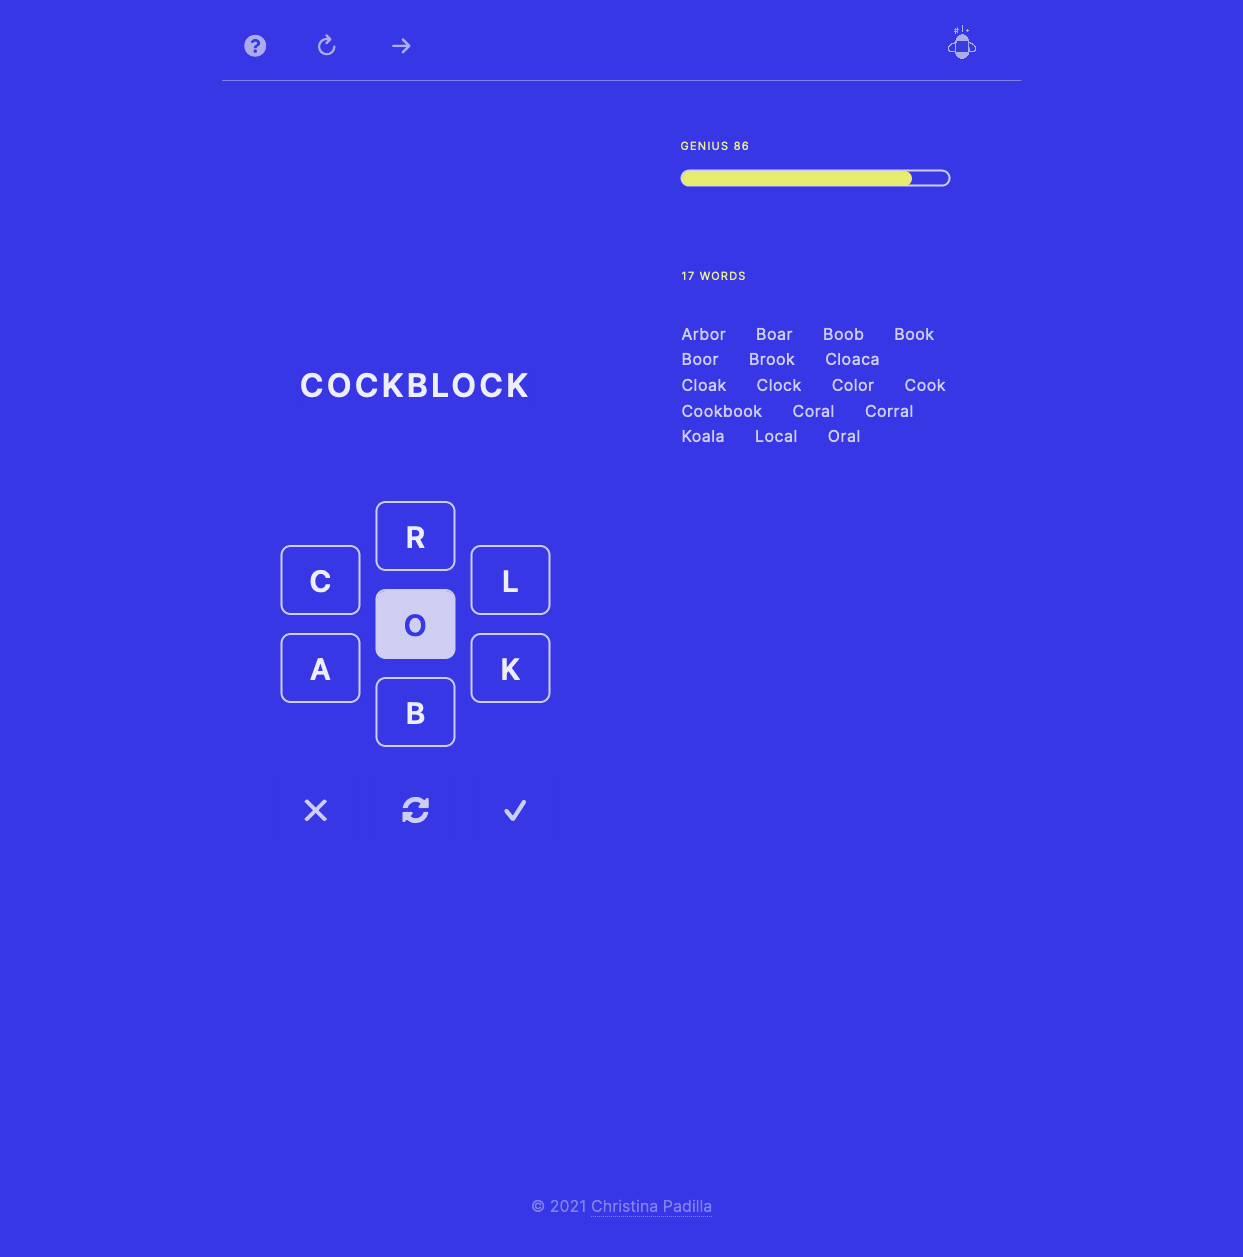 GENIUS 86
17 WORDS
Arbor Boar Boob Book
Boor Brook Cloaca
Cloak Clock Color Cook
Cookbook Coral Corral
Koala Local Oral
COCKBLOCK
R
C L
O
A K
B
© 2021 Christina Padilla